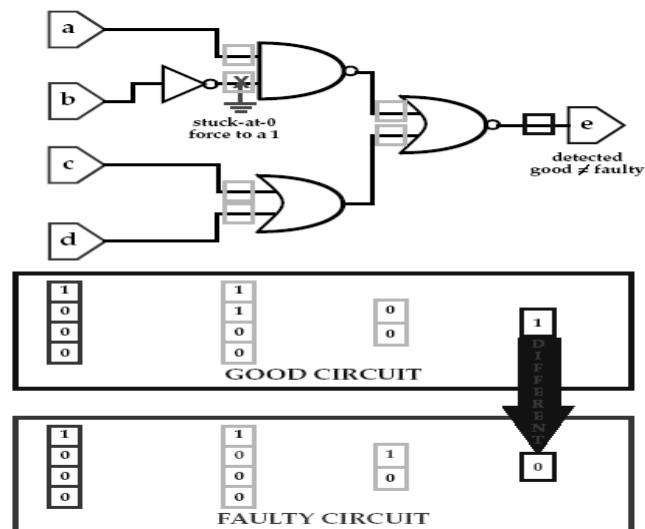 a
b
stuck-at-0
force to a 1
e
detected
good ≠ faulty
c
d
1
0
0
0
1
1
0
0
0
0
1
DIFFERENT
GOOD CIRCUIT
1
0
0
0
1
0
0
0
1
0
0
FAULTY CIRCUIT